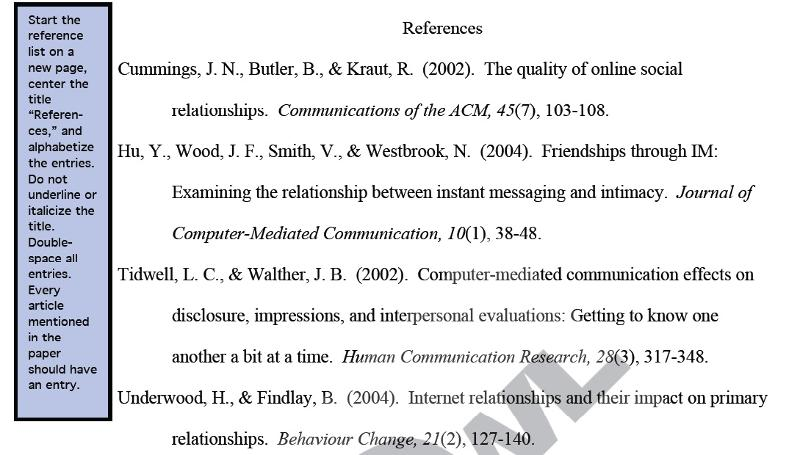 Start the
reference
list on a
new page,
center the
title
“Referen-
ces,” and
alphabetize
the entries.
Do not
underline or
italicize the
title.
Double-
space all
entries.
Every
article
mentioned
in the
paper
should have
an entry.
References
Cummings, J. N., Butler, B., & Kraut, R. (2002). The quality of online social
relationships. Communications of the ACM, 45(7), 103-108.
Hu, Y., Wood, J. F., Smith, V., & Westbrook, N. (2004). Friendships through IM:
Examining the relationship between instant messaging and intimacy. Journal of
Computer-Mediated Communication, 10(1), 38-48.
Tidwell, L. C., & Walther, J. B. (2002). Computer-mediated communication effects on
disclosure, impressions, and interpersonal evaluations: Getting to know one
another a bit at a time. Human Communication Research, 28(3), 317-348.
Underwood, H., & Findlay, B. (2004). Internet relationships and their impact on primary
relationships. Behaviour Change, 21(2), 127-140.